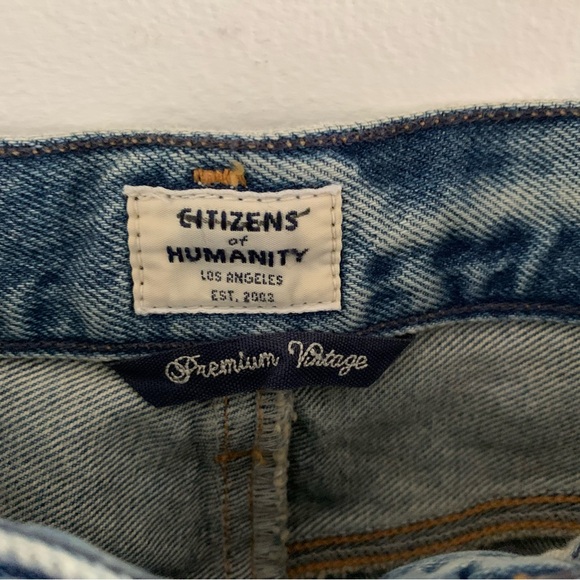 CITIZENS
of
HUMANITY
LOS ANGELES
EST. 2003
Premium Vintage